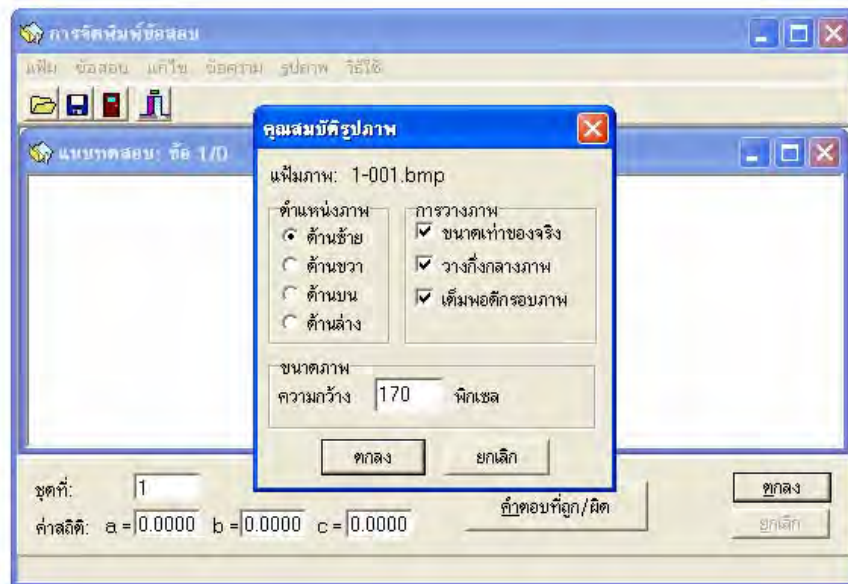 การจัดพิมพ์ข้อสอบ
แฟ้ม ข้อสอบ แก้ไข ข้อความ รูปภาพ วิธีใช้
แบบทดสอบ: ข้อ 1/0
คุณสมบัติรูปภาพ
แฟ้มภาพ: 1-001.bmp
ตำแหน่งภาพ
ด้านซ้าย
ด้านขวา
ด้านบน
ด้านล่าง
การวางภาพ
ขนาดเท่าของจริง
วางกึ่งกลางภาพ
เต็มพอดีกรอบภาพ
ขนาดภาพ
ความกว้าง 170 พิกเซล
ตกลง ยกเลิก
ชุดที่: 1
ค่าสถิติ: a = 0.0000 b = 0.0000 c = 0.0000
คำตอบที่ถูก/ผิด
ตกลง
ยกเลิก